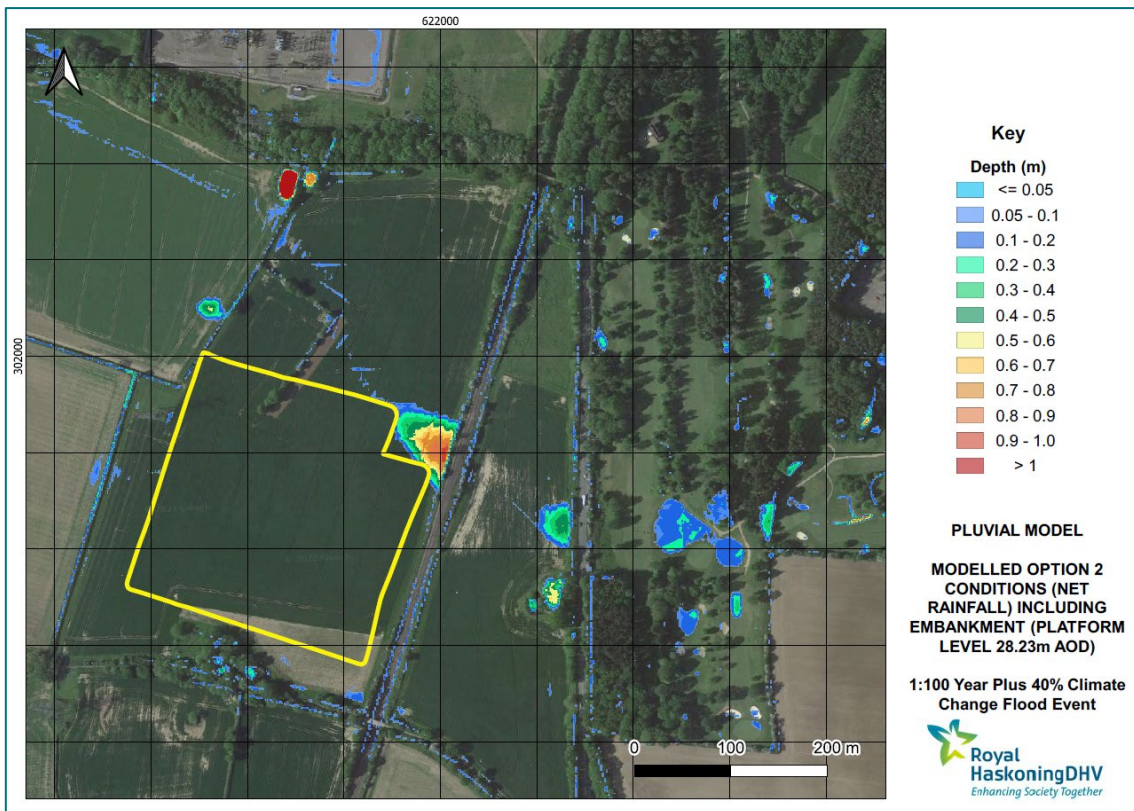 622000
302000
0 100 200 m
Key
Depth (m)
<= 0.05
0.05 - 0.1
0.1 - 0.2
0.2 - 0.3
0.3 - 0.4
0.4 - 0.5
0.5 - 0.6
0.6 - 0.7
0.7 - 0.8
0.8 - 0.9
0.9 - 1.0
> 1
PLUVIAL MODEL
MODELLED OPTION 2
CONDITIONS (NET
RAINFALL) INCLUDING
EMBANKMENT (PLATFORM
LEVEL 28.23m AOD)
1:100 Year Plus 40% Climate
Change Flood Event
Royal
HaskoningDHV
Enhancing Society Together